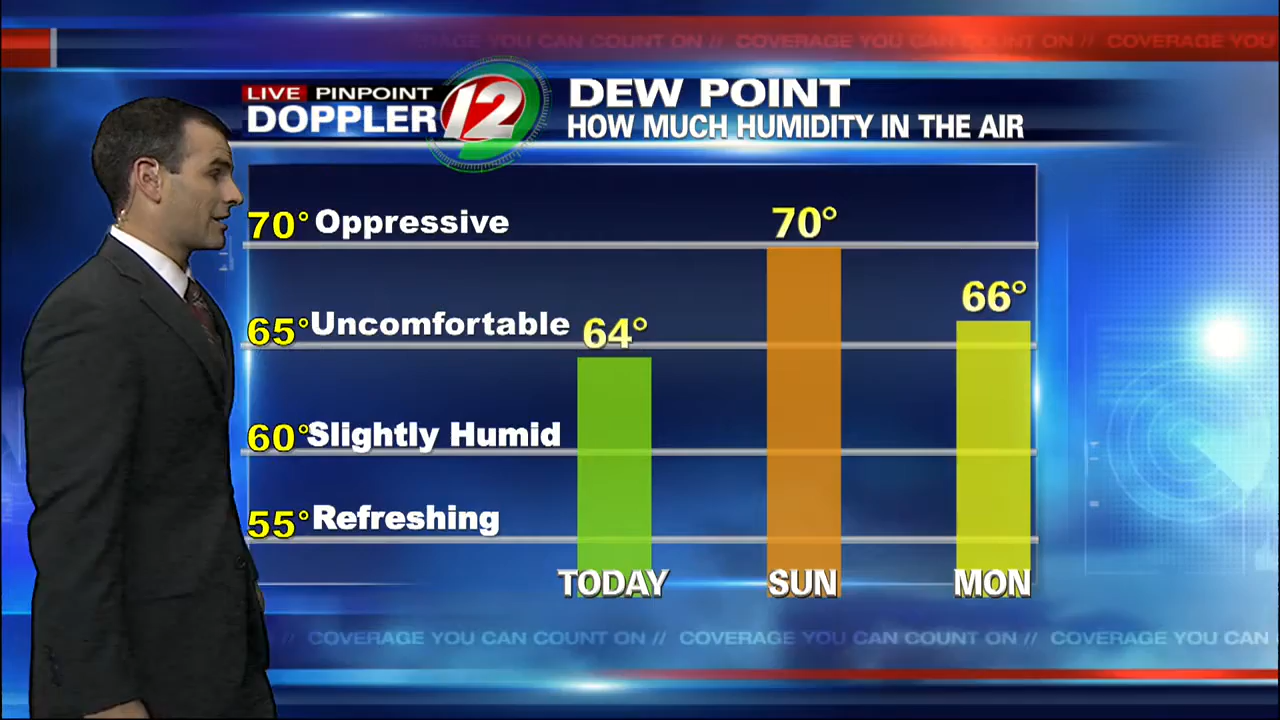 COVERAGE YOU CAN COUNT ON // COVERAGE YOU CAN COUNT ON // COVERAGE YOU
LIVE PINPOINT
DOPPLER 12
DEW POINT
HOW MUCH HUMIDITY IN THE AIR
70° Oppressive
70°
66°
65° Uncomfortable
64°
60° Slightly Humid
55° Refreshing
TODAY SUN MON
// COVERAGE YOU CAN COUNT ON // COVERAGE YOU CAN COUNT ON // COVERAGE YOU CAN